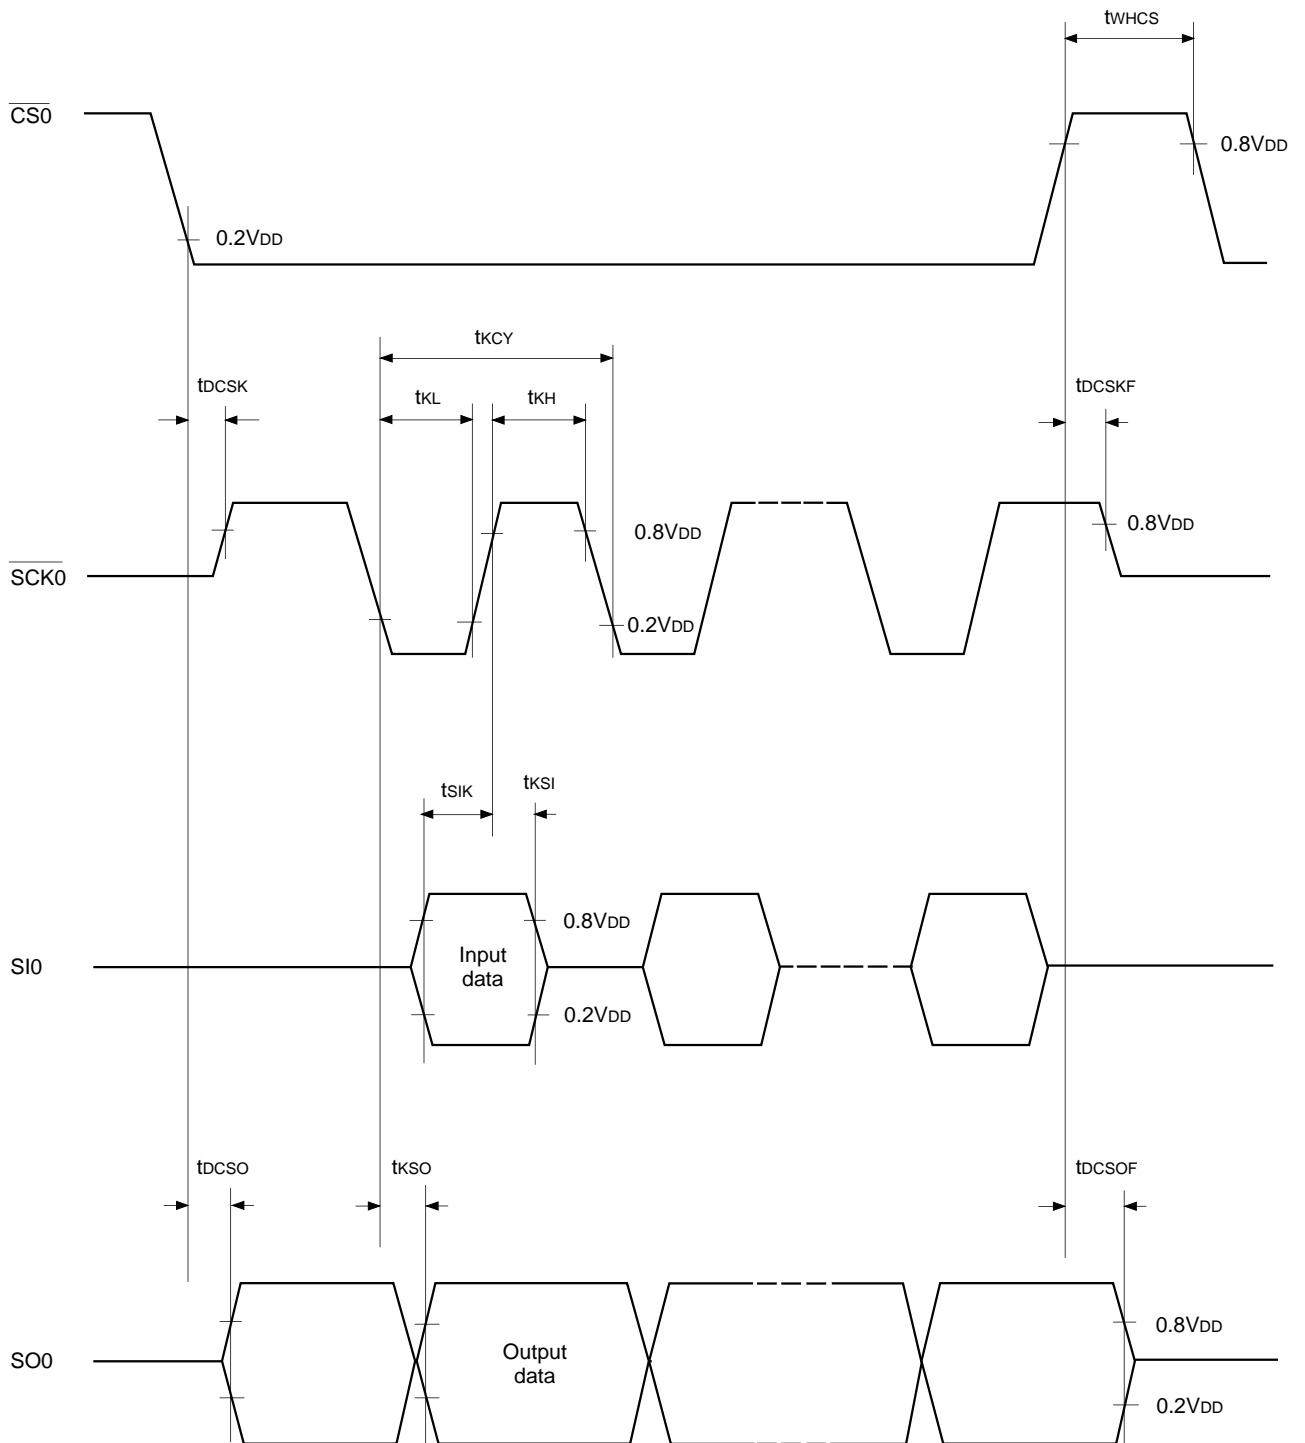 tWHCS
CS0
0.8VDD
0.2VDD
tKCY
tDCSK
tKL
tKH
tDCSKF
0.8VDD
0.8VDD
SCK0
0.2VDD
tSIK
tKSI
0.8VDD
Input
data
SI0
0.2VDD
tDCSO
tKSO
tDCSOF
0.8VDD
Output
data
SO0
0.2VDD